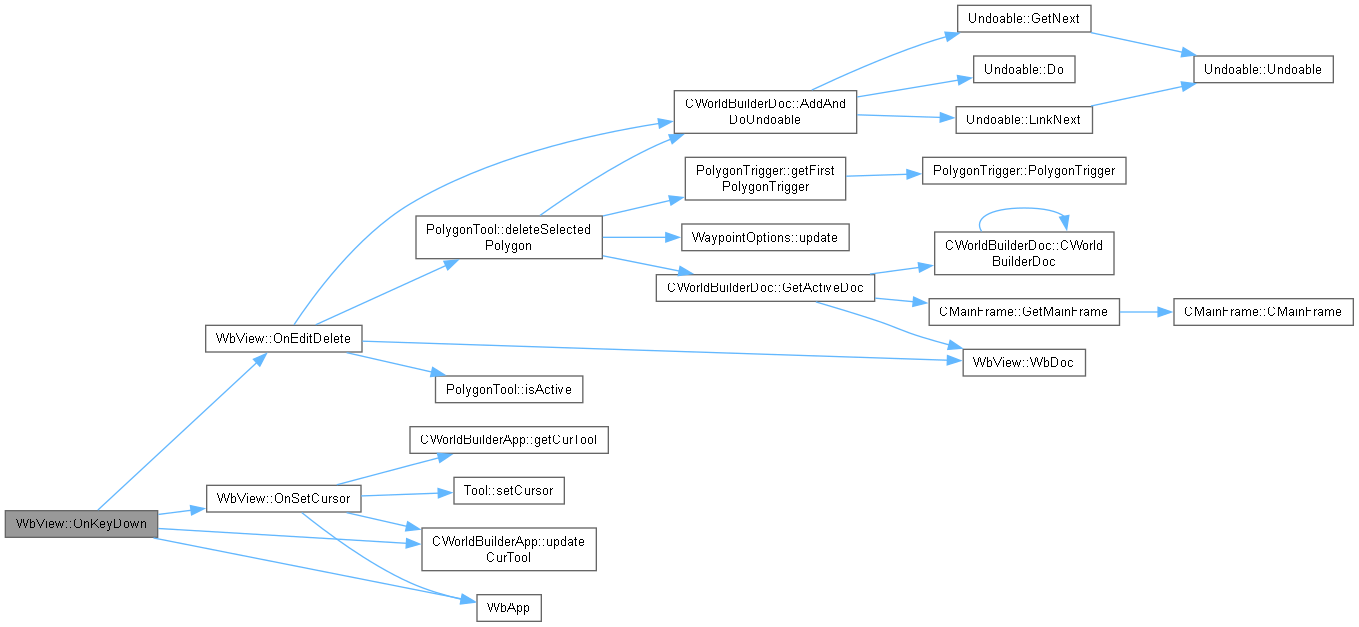 Undoable::GetNext
Undoable::Do
Undoable::Undoable
CWorldBuilderDoc::AddAnd
DoUndoable
Undoable::LinkNext
PolygonTrigger::getFirst
PolygonTrigger
PolygonTrigger::PolygonTrigger
PolygonTool::deleteSelected
Polygon
WaypointOptions::update
CWorldBuilderDoc::CWorld
BuilderDoc
CWorldBuilderDoc::GetActiveDoc
CMainFrame::GetMainFrame
CMainFrame::CMainFrame
WbView::OnEditDelete
WbView::WbDoc
PolygonTool::isActive
CWorldBuilderApp::getCurTool
Tool::setCursor
WbView::OnSetCursor
WbView::OnKeyDown
CWorldBuilderApp::update
CurTool
WbApp